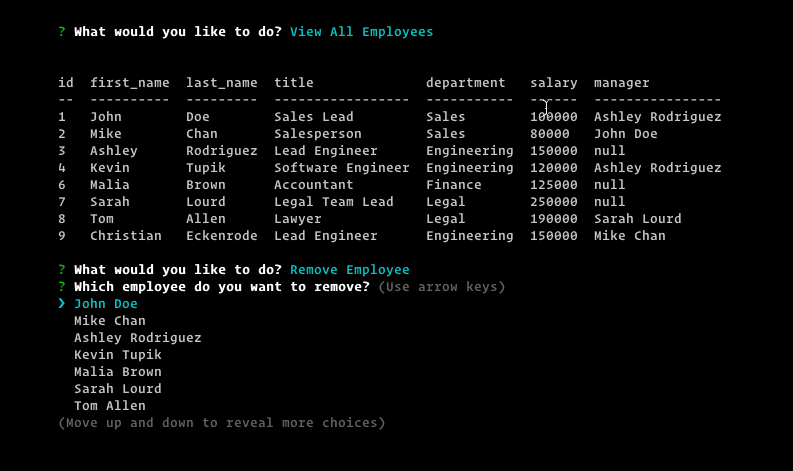 ? What would you like to do? View All Employees
id  first_name  last_name  title              department   salary  manager
--  ----------  ---------  -----------------  -----------  ------  ----------------
1   John        Doe        Sales Lead         Sales        100000  Ashley Rodriguez
2   Mike        Chan       Salesperson        Sales        80000   John Doe
3   Ashley      Rodriguez  Lead Engineer      Engineering  150000  null
4   Kevin       Tupik      Software Engineer  Engineering  120000  Ashley Rodriguez
6   Malia       Brown      Accountant         Finance      125000  null
7   Sarah       Lourd      Legal Team Lead    Legal        250000  null
8   Tom         Allen      Lawyer             Legal        190000  Sarah Lourd
9   Christian   Eckenrode  Lead Engineer      Engineering  150000  Mike Chan
? What would you like to do? Remove Employee
? Which employee do you want to remove? (Use arrow keys)
❯ John Doe
  Mike Chan
  Ashley Rodriguez
  Kevin Tupik
  Malia Brown
  Sarah Lourd
  Tom Allen
(Move up and down to reveal more choices)